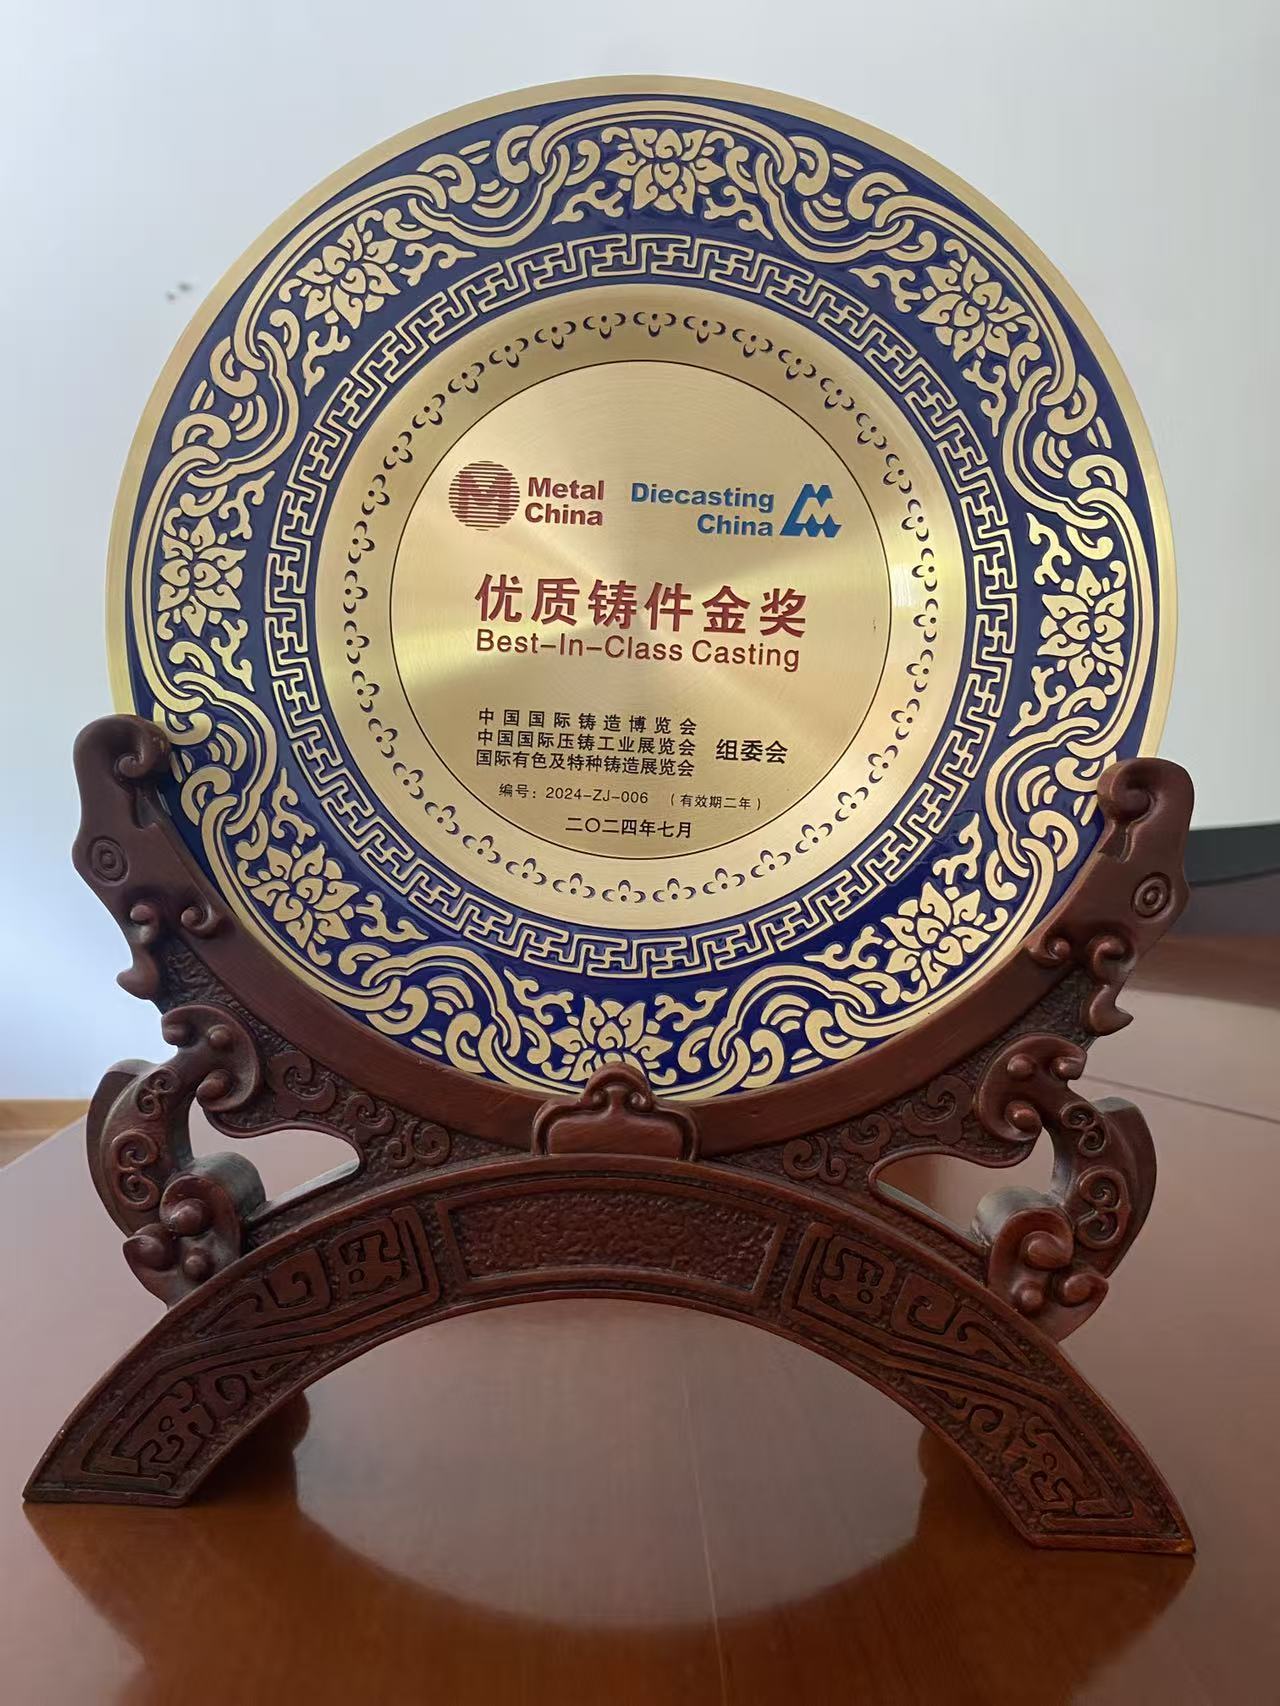 Metal
China
Diecasting
China
优质铸件金奖
Best-In-Class Casting
中国国际铸造博览会
中国国际压铸工业展览会 组委会
国际有色及特种铸造展览会
编号：2024-ZJ-006 （有效期二年）
二〇二四年七月